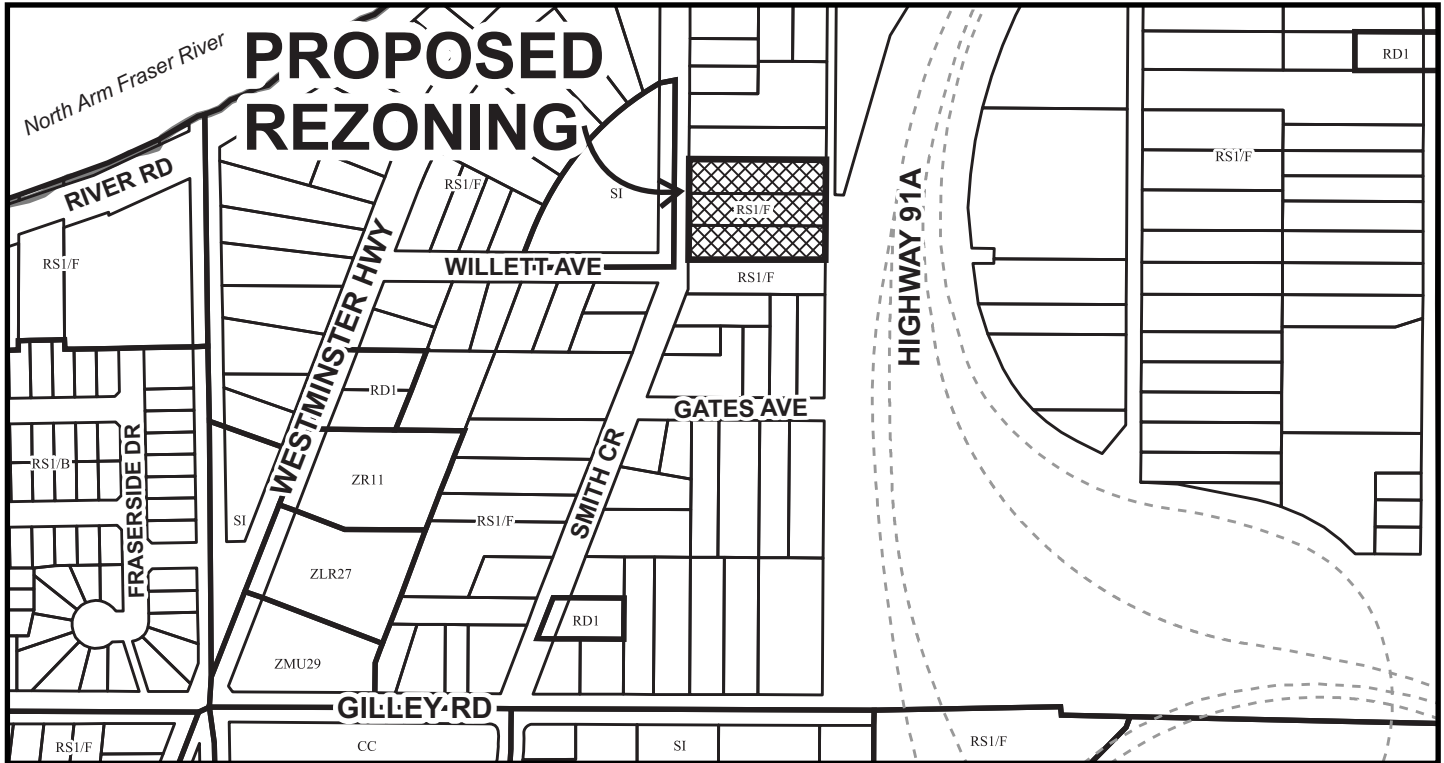 PROPOSED
REZONING
North Arm Fraser River
RD1
RIVER RD
RS1/F
RS1/F
SI
RS1/F
HIGHWAY 91A
WESTMINSTER HWY
RS1/F
WILLETT AVE
RS1/F
RD1
GATES AVE
FRASERSIDE DR
RS1/B
ZR11
SMITH CR
SI
RS1/F
ZLR27
RD1
ZMU29
GILLEY RD
RS1/F
CC
SI
RS1/F